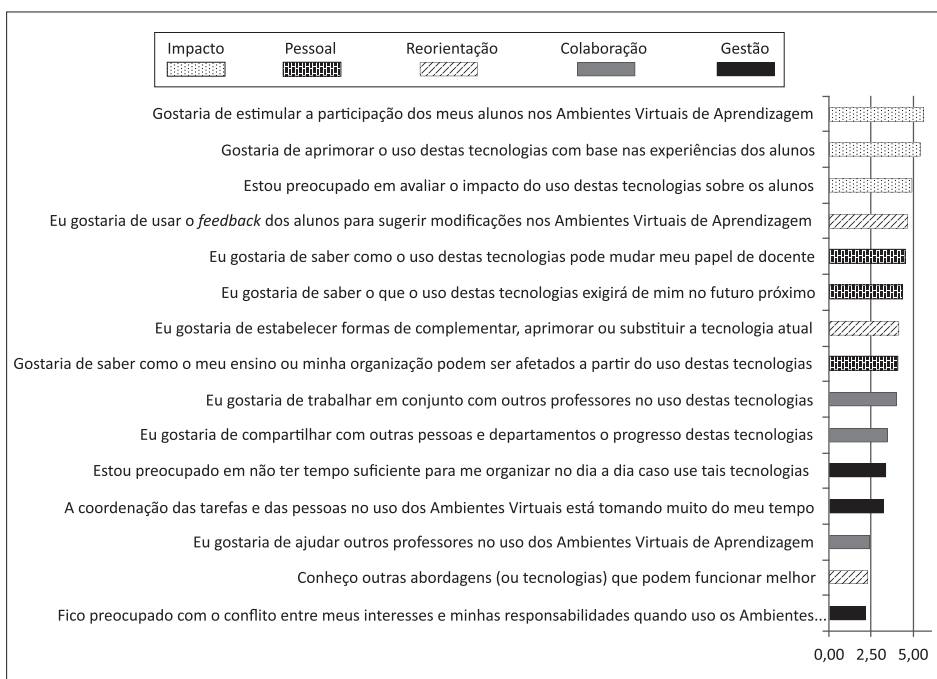 Impacto Pessoal Reorientação Colaboração Gestão
Gostaria de estimular a participação dos meus alunos nos Ambientes Virtuais de Aprendizagem
Gostaria de aprimorar o uso destas tecnologias com base nas experiências dos alunos
Estou preocupado em avaliar o impacto do uso destas tecnologias sobre os alunos
Eu gostaria de usar o feedback dos alunos para sugerir modificações nos Ambientes Virtuais de Aprendizagem
Eu gostaria de saber como o uso destas tecnologias pode mudar meu papel de docente
Eu gostaria de saber o que o uso destas tecnologias exigirá de mim no futuro próximo
Eu gostaria de estabelecer formas de complementar, aprimorar ou substituir a tecnologia atual
Gostaria de saber como o meu ensino ou minha organização podem ser afetados a partir do uso destas tecnologias
Eu gostaria de trabalhar em conjunto com outros professores no uso destas tecnologias
Eu gostaria de compartilhar com outras pessoas e departamentos o progresso destas tecnologias
Estou preocupado em não ter tempo suficiente para me organizar no dia a dia caso use tais tecnologias
A coordenação das tarefas e das pessoas no uso dos Ambientes Virtuais está tomando muito do meu tempo
Eu gostaria de ajudar outros professores no uso dos Ambientes Virtuais de Aprendizagem
Conheço outras abordagens (ou tecnologias) que podem funcionar melhor
Fico preocupado com o conflito entre meus interesses e minhas responsabilidades quando uso os Ambientes...
0,00 2,50 5,00